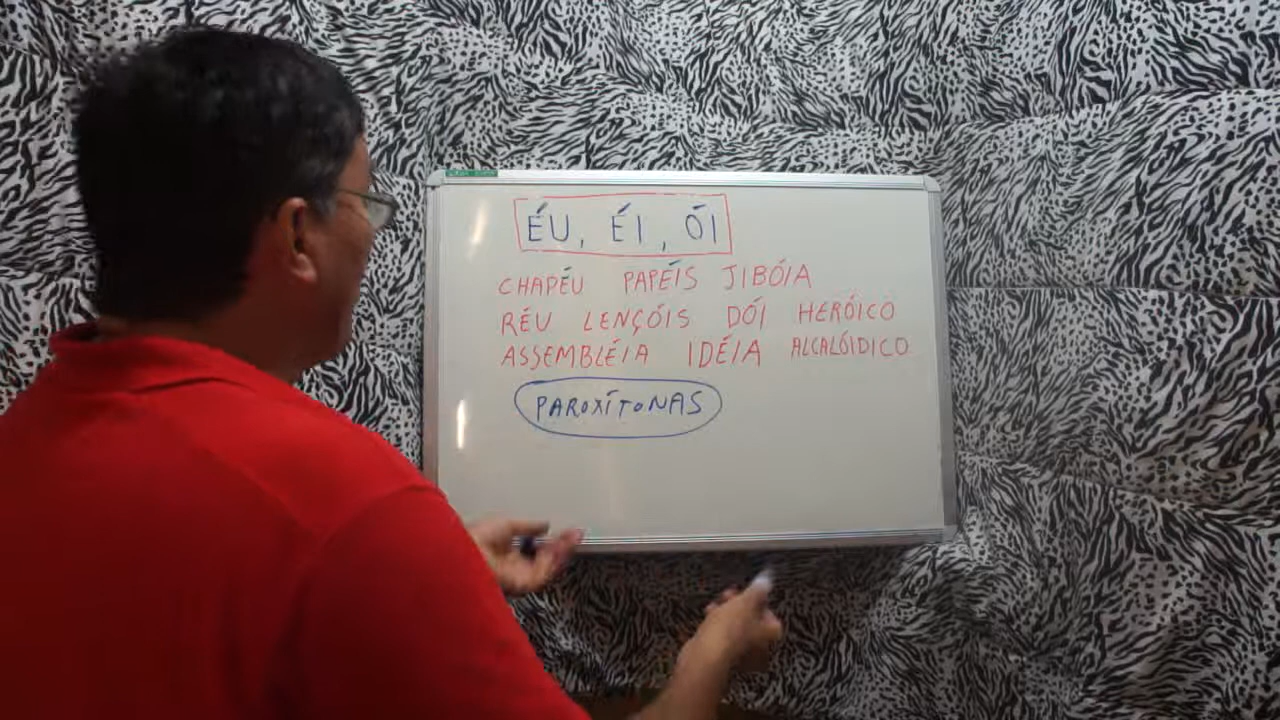 ÉU, ÉI, ÓI
CHAPÉU PAPÉIS JIBÓIA
RÉU LENÇÓIS DÓI HERÓICO
ASSEMBLÉIA IDÉIA ALCALÓIDICO
PAROXÍTONAS